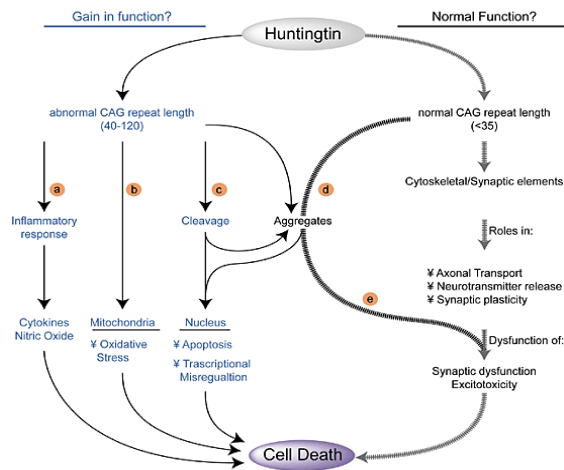 Gain in function?
Normal Function?
Huntingtin
abnormal CAG repeat length
(40-120)
normal CAG repeat length
(<35)
a
b
c
d
Cytoskeletal/Synaptic elements
Inflammatory
response
Cleavage
Aggregates
Roles in:
¥ Axonal Transport
¥ Neurotransmitter release
¥ Synaptic plasticity
e
Cytokines
Nitric Oxide
Mitochondria
¥ Oxidative
Stress
Nucleus
¥ Apoptosis
¥ Trascriptional
Misregualtion
Dysfunction of:
Synaptic dysfunction
Excitotoxicity
Cell Death